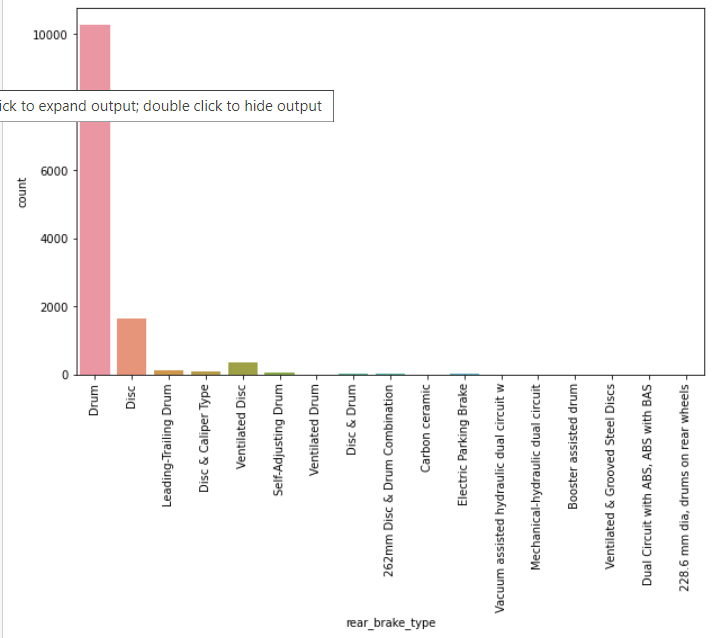 10000
ick to expand output; double click to hide output
6000
count
4000
2000
0
Drum
Disc
Leading-Trailing Drum
Disc & Caliper Type
Ventilated Disc
Self-Adjusting Drum
Ventilated Drum
Disc & Drum
262mm Disc & Drum Combination
Carbon ceramic
Electric Parking Brake
Vacuum assisted hydraulic dual circuit w
Mechanical-hydraulic dual circuit
Booster assisted drum
Ventilated & Grooved Steel Discs
Dual Circuit with ABS, ABS with BAS
228.6 mm dia, drums on rear wheels
rear_brake_type